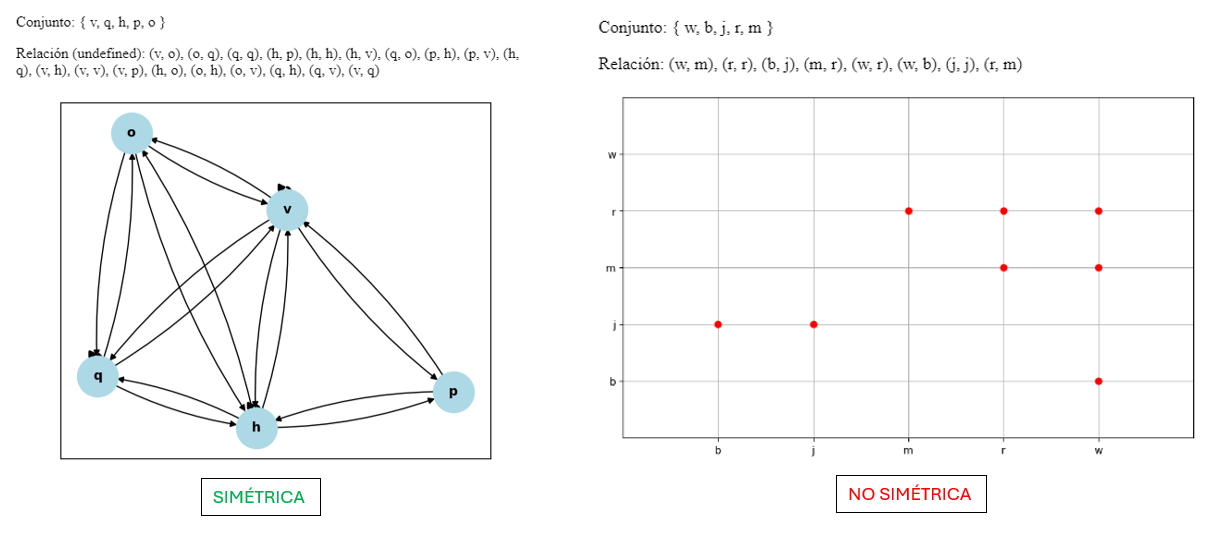 Conjunto: { v, q, h, p, o }
Relación (undefined): (v, o), (o, q), (q, q), (h, p), (h, h), (h, v), (q, o), (p, h), (p, v), (h,
q), (v, h), (v, v), (v, p), (h, o), (o, h), (o, v), (q, h), (q, v), (v, q)
o
v
q
p
h
SIMÉTRICA
Conjunto: { w, b, j, r, m }
Relación: (w, m), (r, r), (b, j), (m, r), (w, r), (w, b), (j, j), (r, m)
w
r
m
j
b
b j m r w
NO SIMÉTRICA